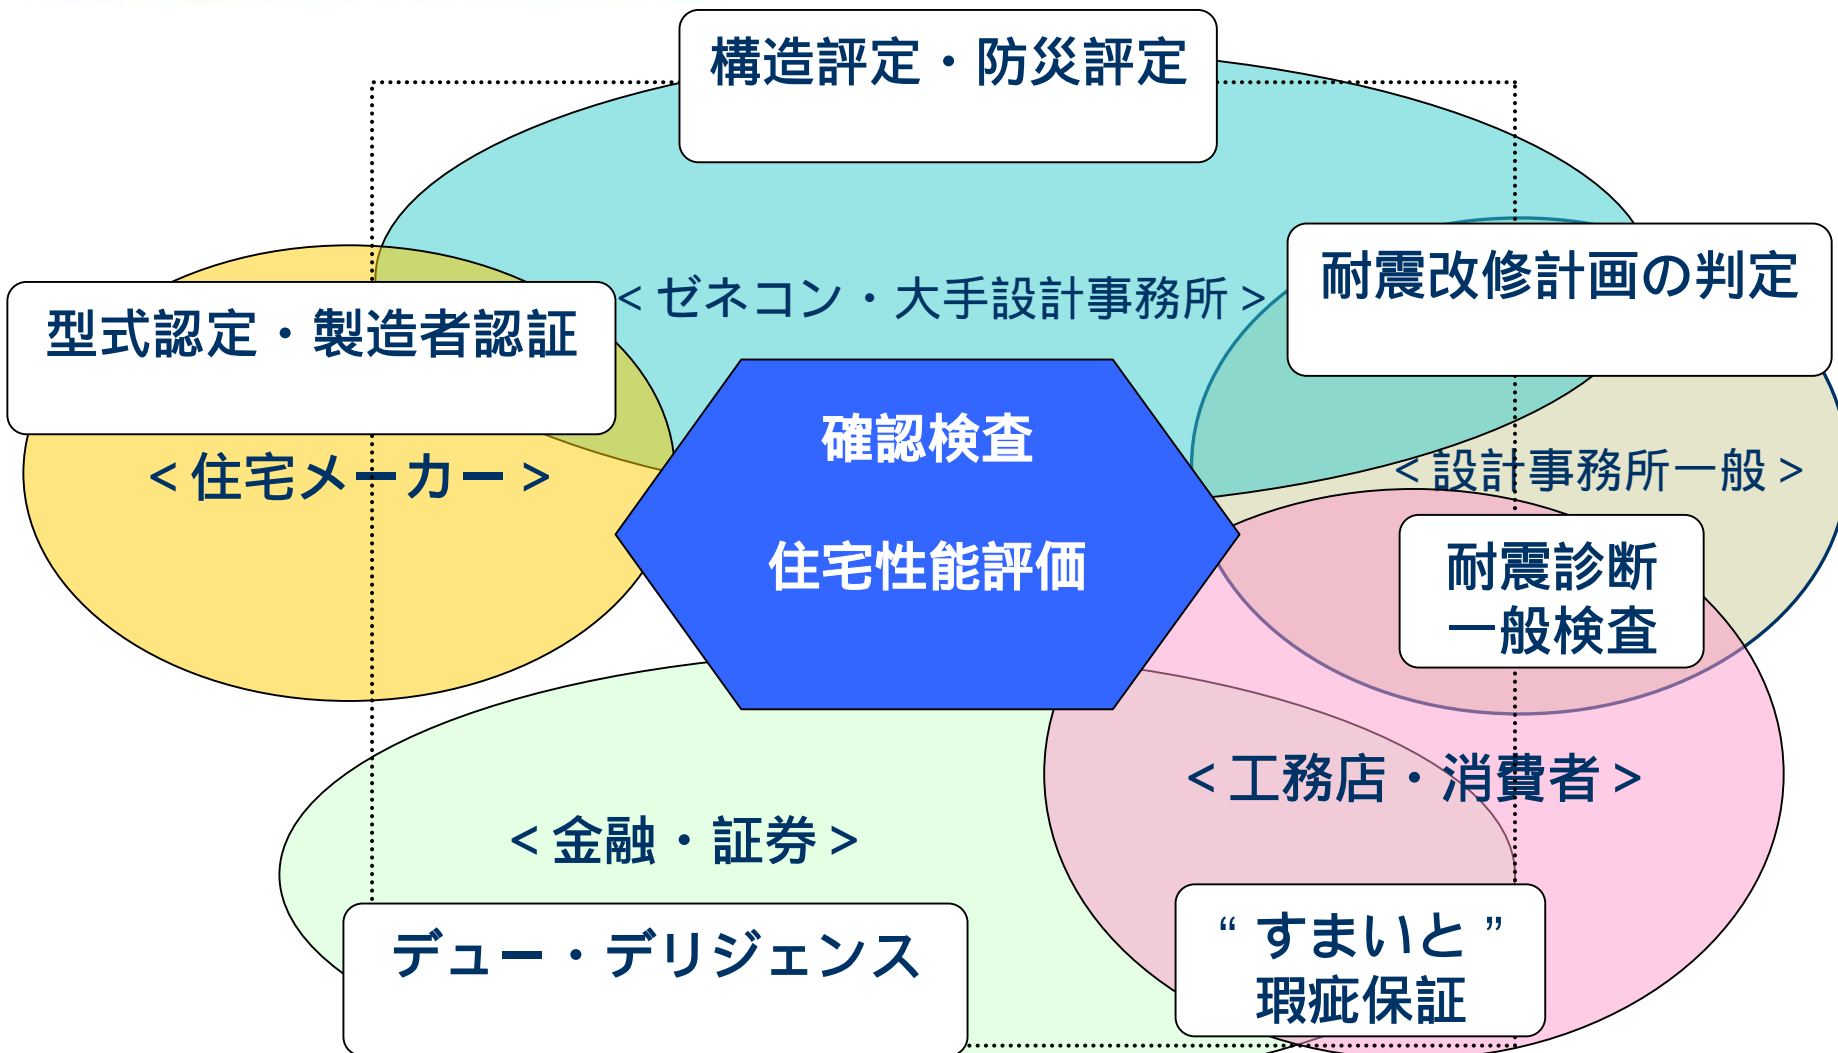 構造評定・防災評定
耐震改修計画の判定
<ゼネコン・大手設計事務所>
型式認定・製造者認証
確認検査
<住宅メーカー>
<設計事務所一般>
住宅性能評価
耐震診断
一般検査
<工務店・消費者>
<金融・証券>
“すまいと”
瑕疵保証
デュー・デリジェンス